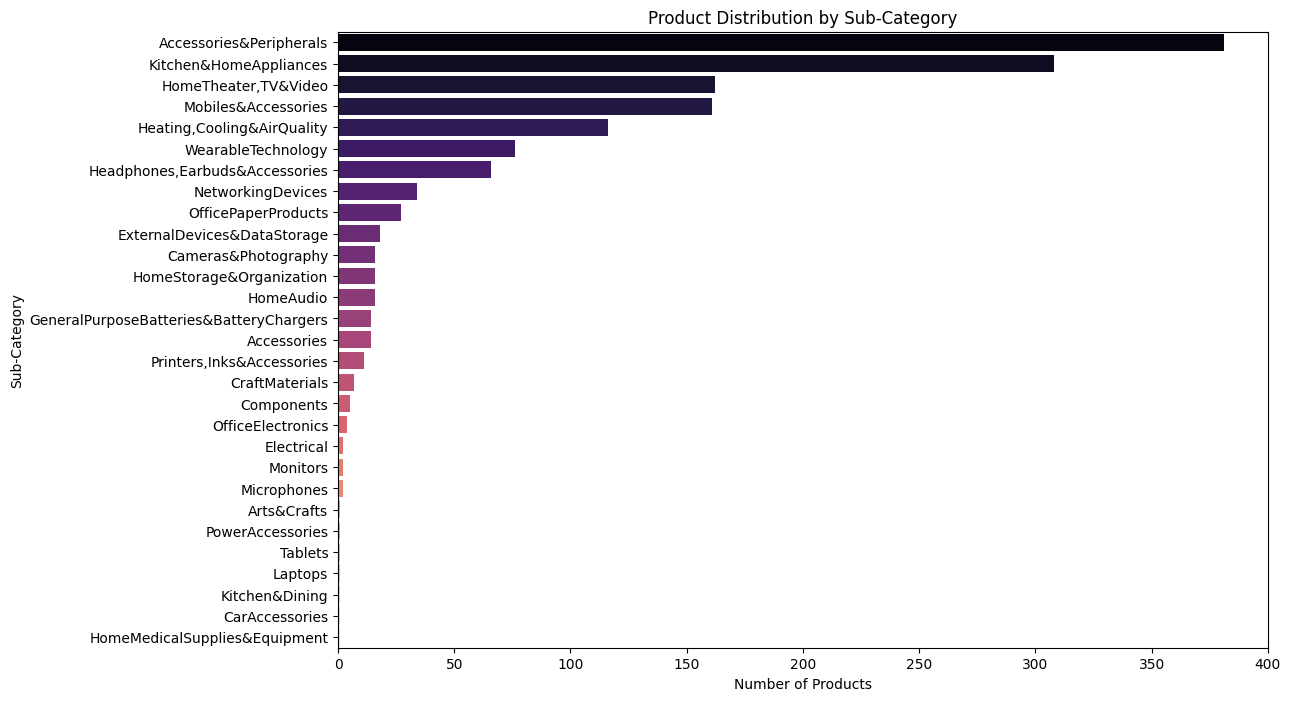 Product Distribution by Sub-Category
Sub-Category
Accessories&Peripherals
Kitchen&HomeAppliances
HomeTheater,TV&Video
Mobiles&Accessories
Heating,Cooling&AirQuality
WearableTechnology
Headphones,Earbuds&Accessories
NetworkingDevices
OfficePaperProducts
ExternalDevices&DataStorage
Cameras&Photography
HomeStorage&Organization
HomeAudio
GeneralPurposeBatteries&BatteryChargers
Accessories
Printers,Inks&Accessories
CraftMaterials
Components
OfficeElectronics
Electrical
Monitors
Microphones
Arts&Crafts
PowerAccessories
Tablets
Laptops
Kitchen&Dining
CarAccessories
HomeMedicalSupplies&Equipment
0 50 100 150 200 250 300 350 400
Number of Products